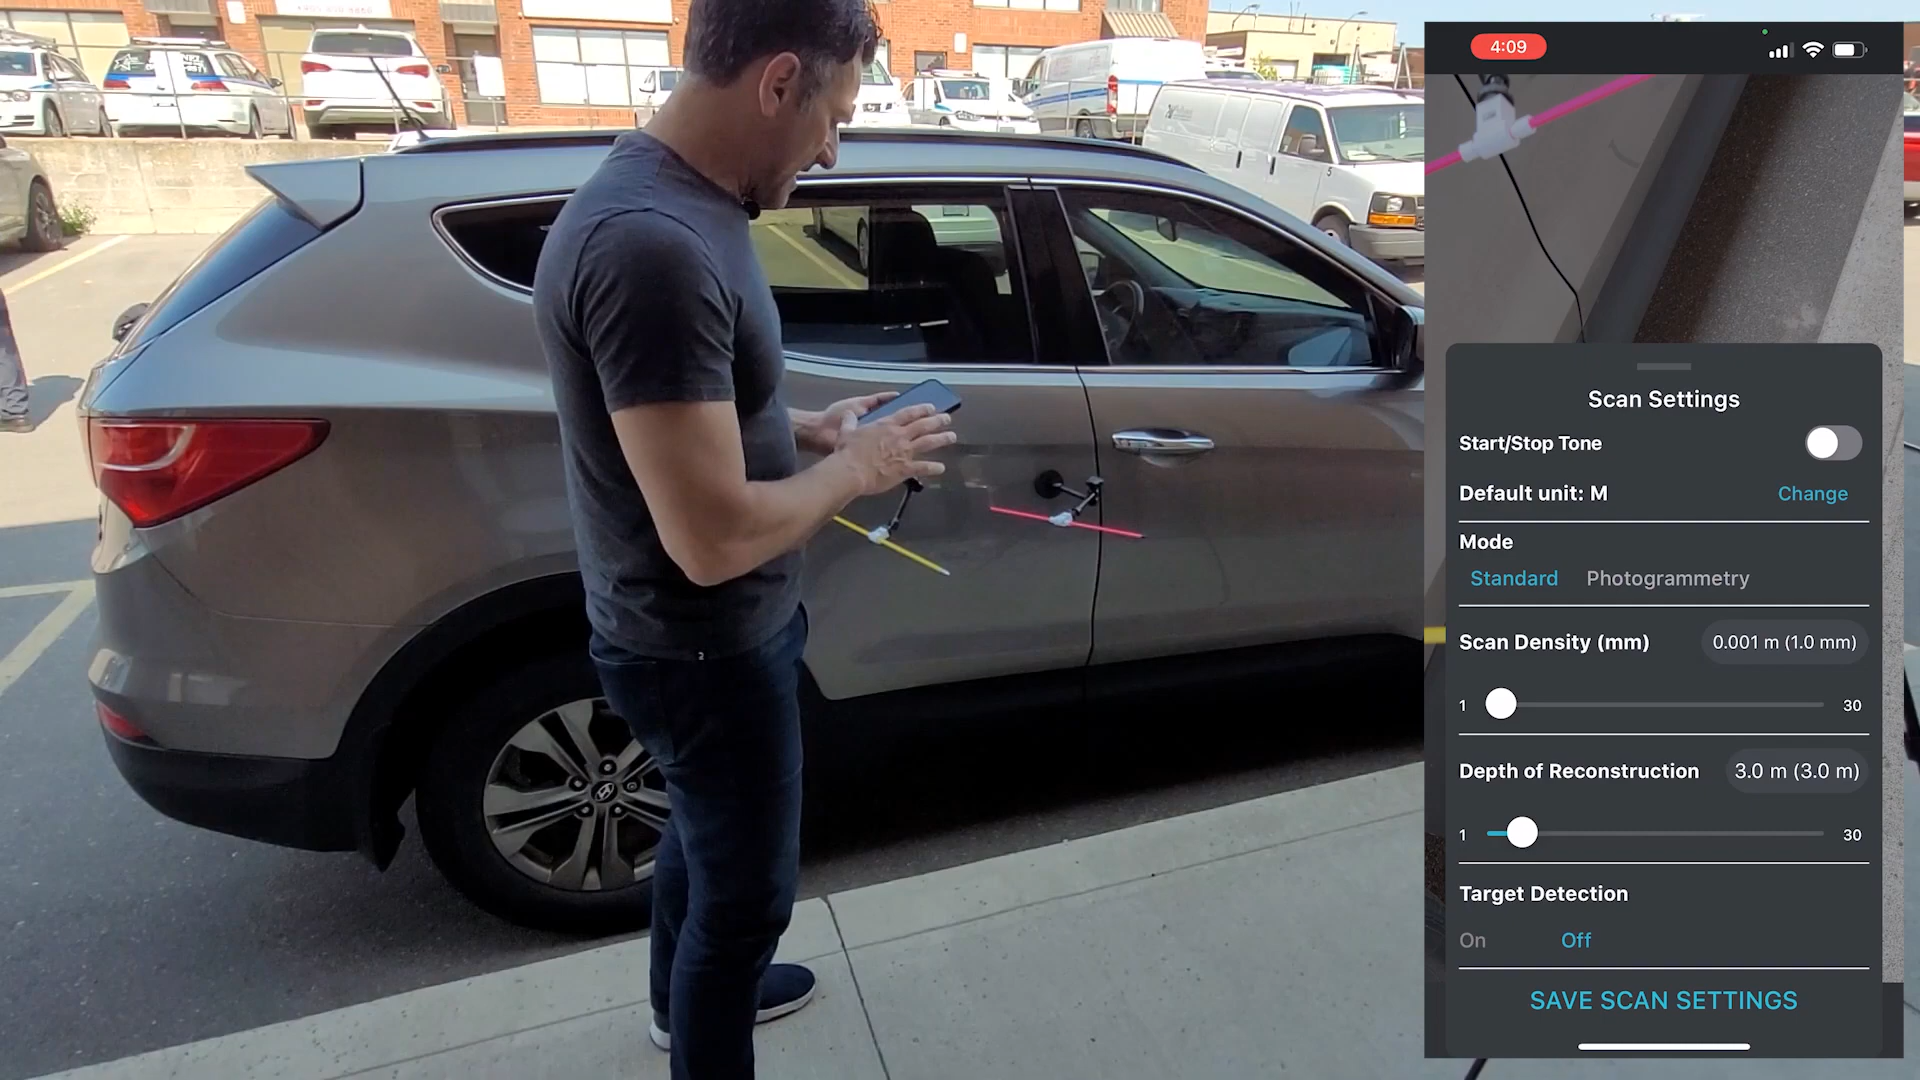 4:09
Scan Settings
Start/Stop Tone
Default unit: M Change
Mode
Standard Photogrammetry
Scan Density (mm) 0.001 m (1.0 mm)
1 30
Depth of Reconstruction 3.0 m (3.0 m)
1 30
Target Detection
On Off
SAVE SCAN SETTINGS
5